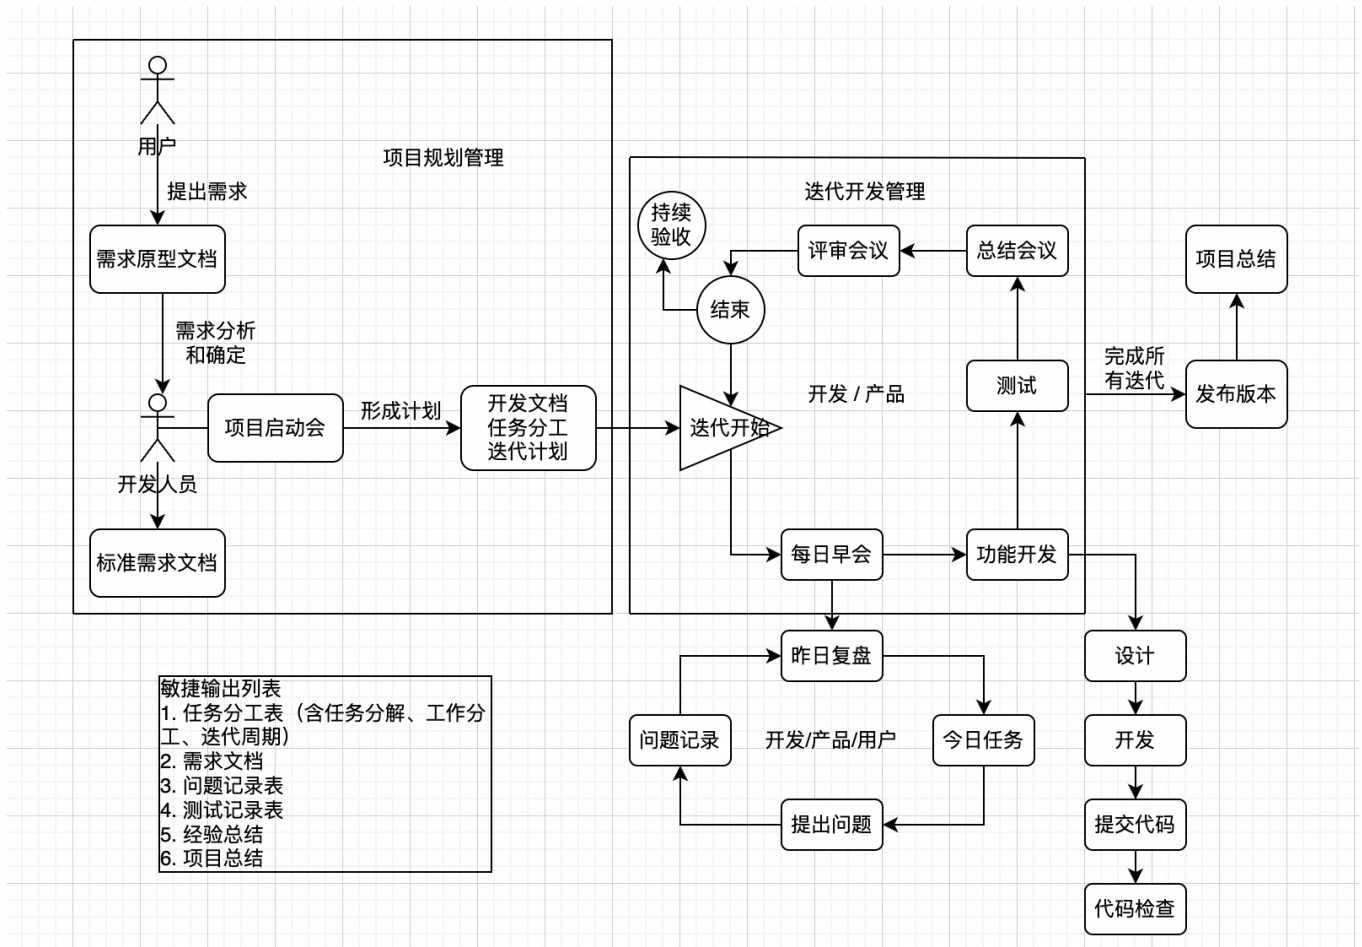 用户
项目规划管理
提出需求
需求原型文档
需求分析
和确定
项目启动会
形成计划
开发文档
任务分工
迭代计划
开发人员
标准需求文档
迭代开发管理
持续
验收
评审会议
总结会议
结束
测试
开发 / 产品
迭代开始
每日早会
功能开发
完成所
有迭代
项目总结
发布版本
昨日复盘
问题记录
开发/产品/用户
今日任务
提出问题
设计
开发
提交代码
代码检查
敏捷输出列表
1. 任务分工表（含任务分解、工作分
工、迭代周期）
2. 需求文档
3. 问题记录表
4. 测试记录表
5. 经验总结
6. 项目总结